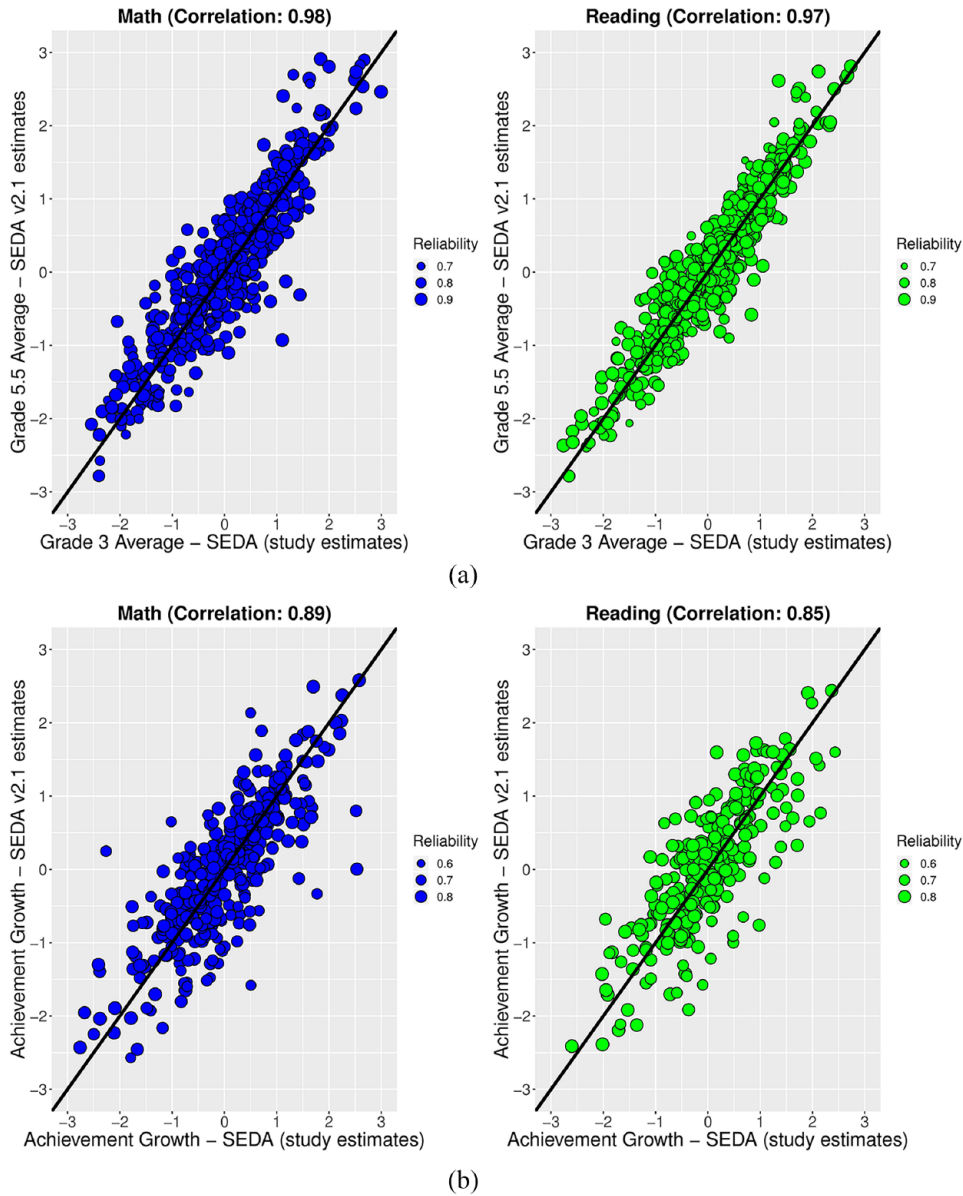 Math (Correlation: 0.98)
Grade 5.5 Average – SEDA v2.1 estimates
3
2
1
0
−1
−2
−3
−3 −2 −1 0 1 2 3
Grade 3 Average – SEDA (study estimates)
Reliability
0.7
0.8
0.9
Reading (Correlation: 0.97)
Grade 5.5 Average – SEDA v2.1 estimates
3
2
1
0
−1
−2
−3
−3 −2 −1 0 1 2 3
Grade 3 Average – SEDA (study estimates)
Reliability
0.7
0.8
0.9
(a)
Math (Correlation: 0.89)
Achievement Growth – SEDA v2.1 estimates
3
2
1
0
−1
−2
−3
−3 −2 −1 0 1 2 3
Achievement Growth – SEDA (study estimates)
Reliability
0.6
0.7
0.8
Reading (Correlation: 0.85)
Achievement Growth – SEDA v2.1 estimates
3
2
1
0
−1
−2
−3
−3 −2 −1 0 1 2 3
Achievement Growth – SEDA (study estimates)
Reliability
0.6
0.7
0.8
(b)